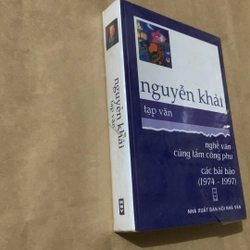 nguyễn khải
tạp văn
nguyễn khải
tạp văn
nghề văn
cũng lắm công phu
các bài báo
(1974 - 1997)
NHÀ XUẤT BẢN HỘI NHÀ VĂN